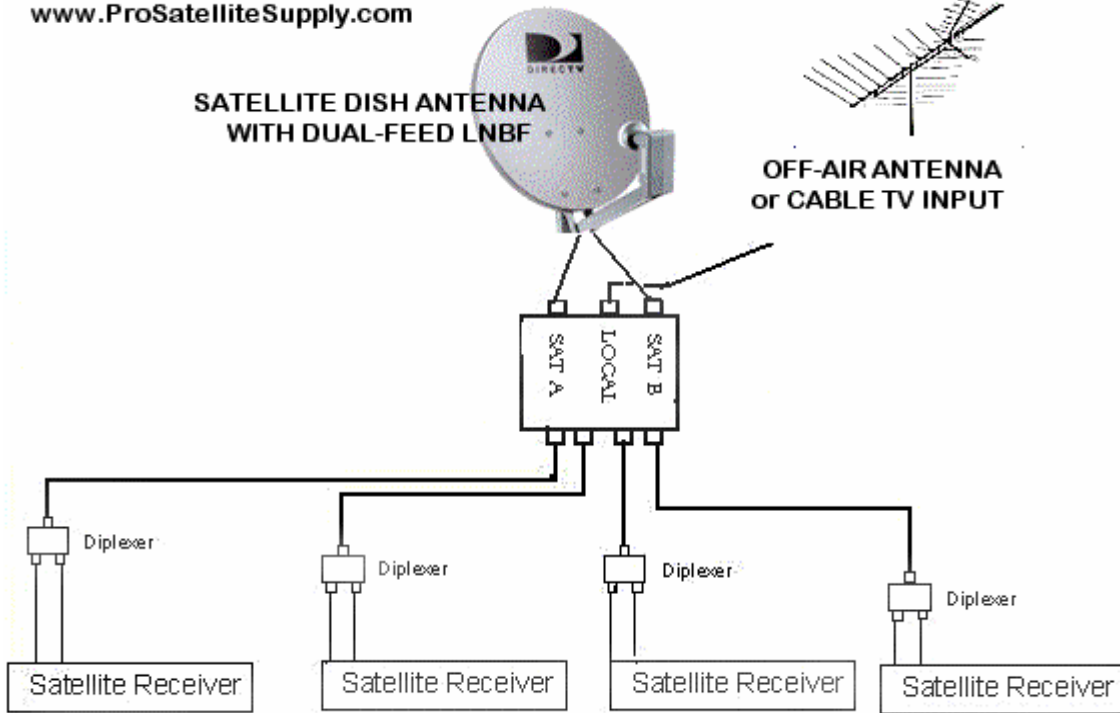 www.ProSatelliteSupply.com
DIRECTV
SATELLITE DISH ANTENNA
WITH DUAL-FEED LNBF
OFF-AIR ANTENNA
or CABLE TV INPUT
SAT A
LOCAL
SAT B
Diplexer
Diplexer
Diplexer
Diplexer
Satellite Receiver
Satellite Receiver
Satellite Receiver
Satellite Receiver